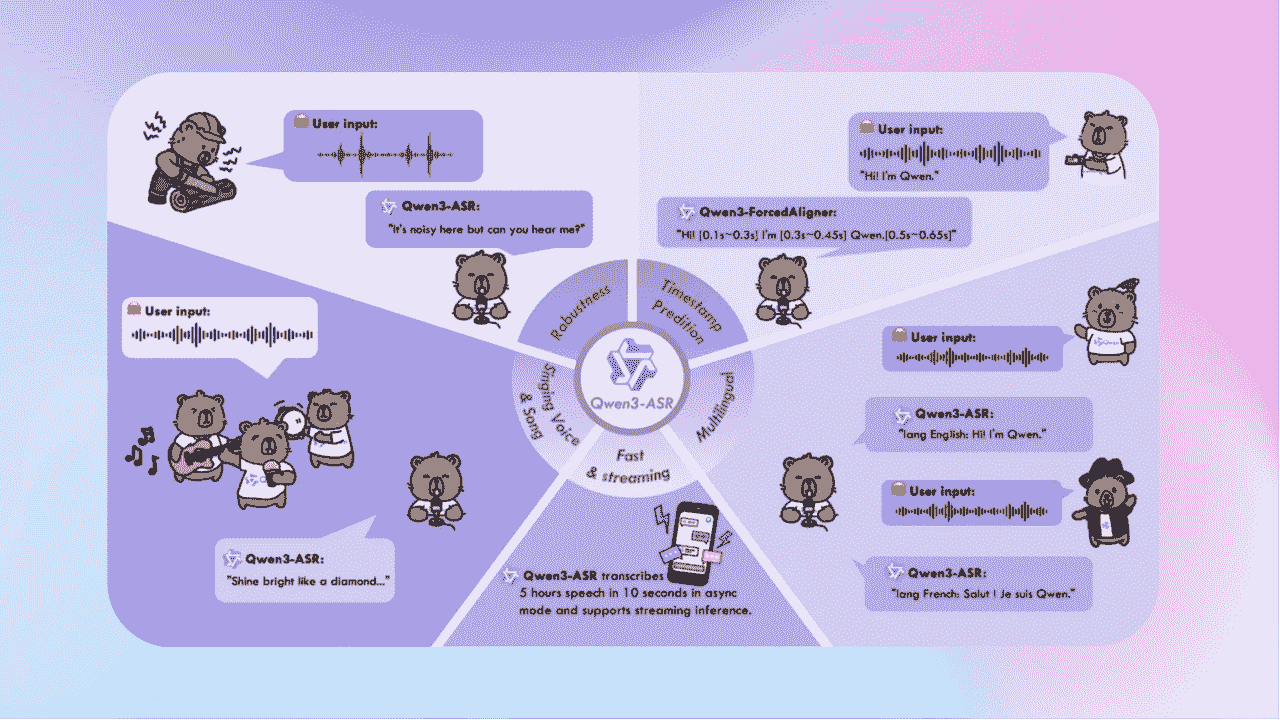 User input:
Qwen3-ASR:
"It's noisy here but can you hear me?"
User input:
"Hi! I'm Qwen."
Qwen3-ForcedAligner:
"Hi! [0.1s~0.3s] I'm [0.3s~0.45s] Qwen.[0.5s~0.65s]"
Robustness
Timestamp
Predition
Singing Voice
& Song
Multilingual
Fast
& streaming
Qwen3-ASR
User input:
Qwen3-ASR:
"Shine bright like a diamond..."
Qwen3-ASR transcribes
5 hours speech in 10 seconds in async
mode and supports streaming inference.
User input:
Qwen3-ASR:
"lang English: Hi! I'm Qwen."
User input:
Qwen3-ASR:
"lang French: Salut ! Je suis Qwen."